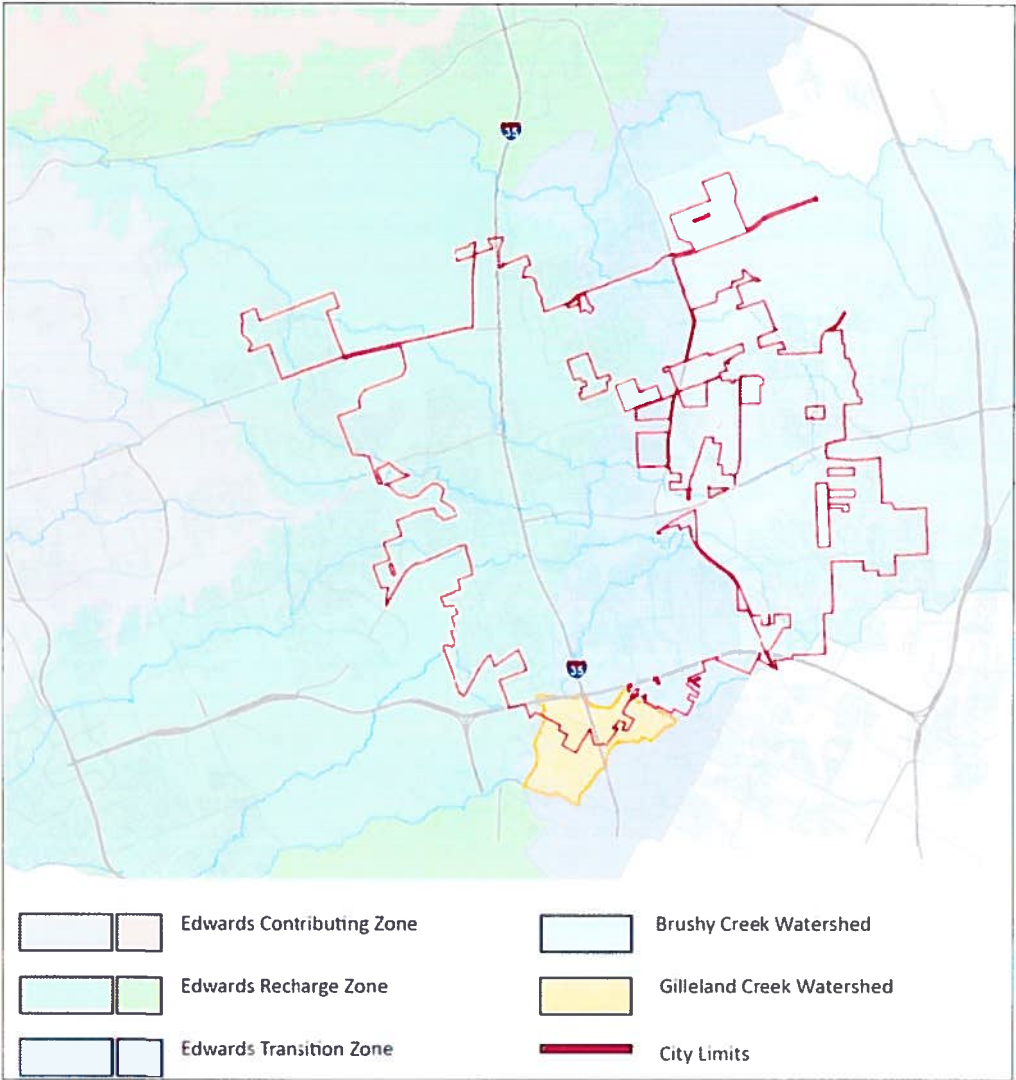 35
35
Edwards Contributing Zone
Edwards Recharge Zone
Edwards Transition Zone
Brushy Creek Watershed
Gilleland Creek Watershed
City Limits